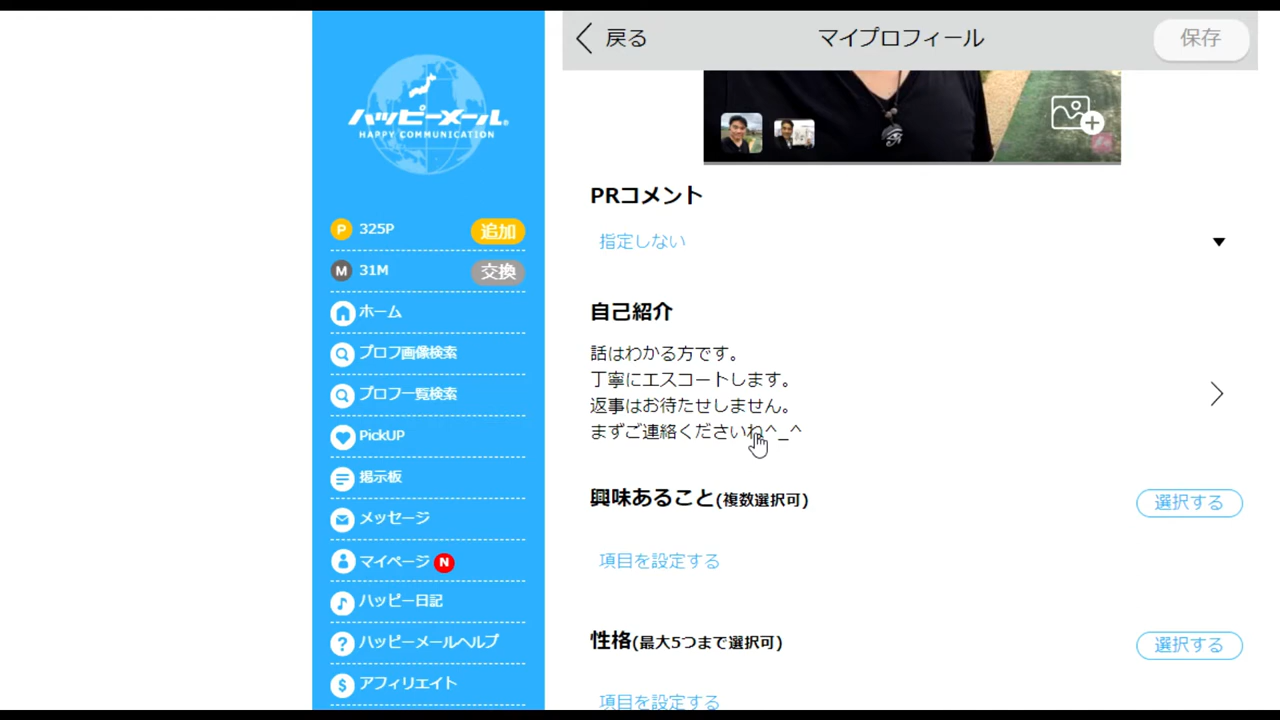 ハッピーメール®
HAPPY COMMUNICATION
P 325P 追加
M 31M 交換
ホーム
プロフ画像検索
プロフ一覧検索
PickUP
掲示板
メッセージ
マイページ N
ハッピー日記
? ハッピーメールヘルプ
$ アフィリエイト
戻る
マイプロフィール
保存
PRコメント
指定しない
自己紹介
話はわかる方です。
丁寧にエスコートします。
返事はお待たせしません。
まずご連絡くださいね^_^
興味あること(複数選択可)
選択する
項目を設定する
性格(最大5つまで選択可)
選択する
項目を設定する